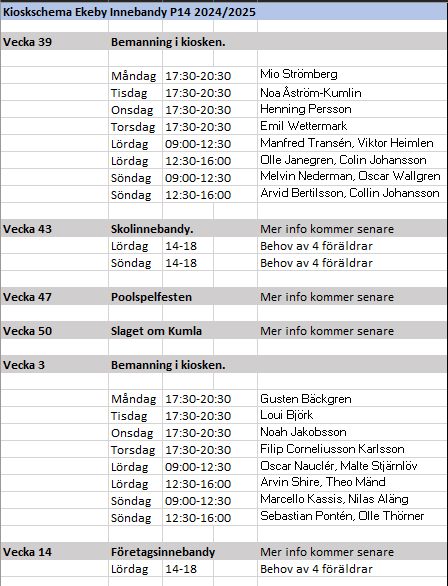 Kioskschema Ekeby Innebandy P14 2024/2025
Vecka 39 Bemanning i kiosken.
Måndag 17:30-20:30 Mio Strömberg
Tisdag 17:30-20:30 Noa Åström-Kumlin
Onsdag 17:30-20:30 Henning Persson
Torsdag 17:30-20:30 Emil Wettermark
Lördag 09:00-12:30 Manfred Transén, Viktor Heimlen
Lördag 12:30-16:00 Olle Janegren, Colin Johansson
Söndag 09:00-12:30 Melvin Nederman, Oscar Wallgren
Söndag 12:30-16:00 Arvid Bertilsson, Collin Johansson
Vecka 43 Skolinnebandy. Mer info kommer senare
Lördag 14-18 Behov av 4 föräldrar
Söndag 14-18 Behov av 4 föräldrar
Vecka 47 Poolspelfesten Mer info kommer senare
Vecka 50 Slaget om Kumla Mer info kommer senare
Vecka 3 Bemanning i kiosken.
Måndag 17:30-20:30 Gusten Bäckgren
Tisdag 17:30-20:30 Loui Björk
Onsdag 17:30-20:30 Noah Jakobsson
Torsdag 17:30-20:30 Filip Corneliusson Karlsson
Lördag 09:00-12:30 Oscar Nauclér, Malte Stjärnlöv
Lördag 12:30-16:00 Arvin Shire, Theo Mänd
Söndag 09:00-12:30 Marcello Kassis, Nilas Aläng
Söndag 12:30-16:00 Sebastian Pontén, Olle Thörner
Vecka 14 Företagsinnebandy Mer info kommer senare
Lördag 14-18 Behov av 4 föräldrar